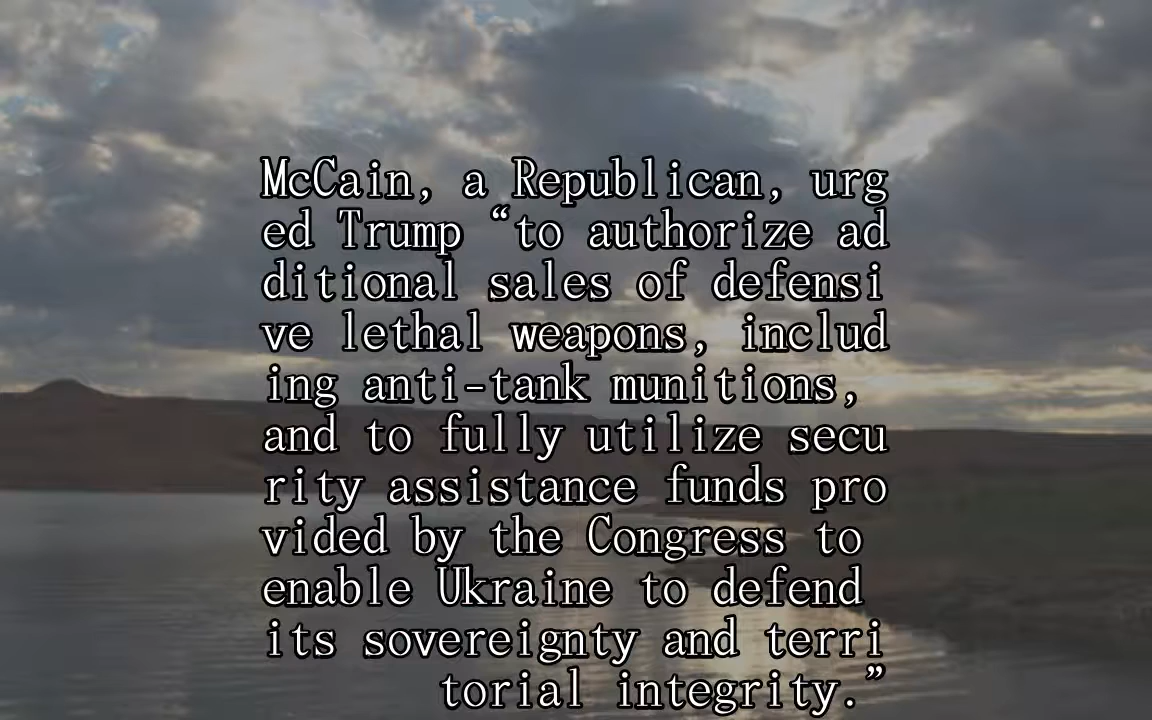 McCain, a Republican, urg
ed Trump “to authorize ad
ditional sales of defensi
ve lethal weapons, includ
ing anti-tank munitions,
and to fully utilize secu
rity assistance funds pro
vided by the Congress to
enable Ukraine to defend
its sovereignty and terri
torial integrity.”